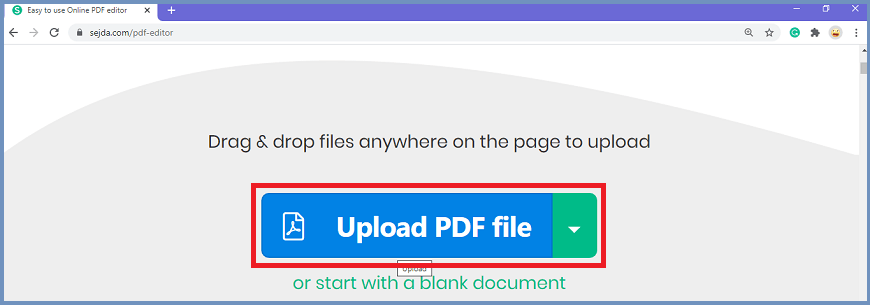 Easy to use Online PDF editor
sejda.com/pdf-editor
Drag & drop files anywhere on the page to upload
Upload PDF file
Upload
or start with a blank document